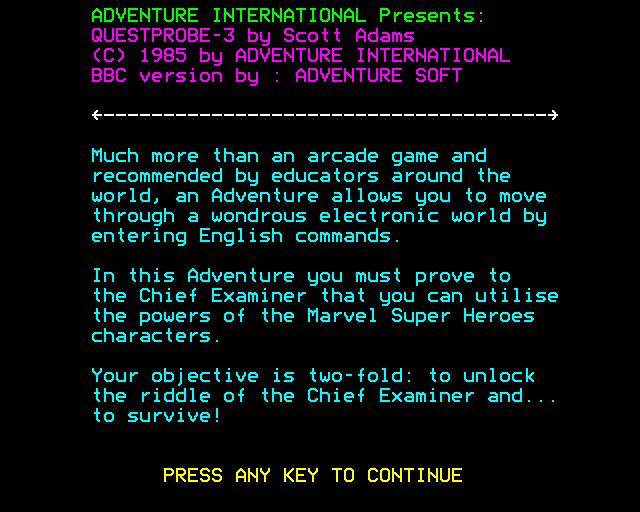 ADVENTURE INTERNATIONAL Presents:
QUESTPROBE-3 by Scott Adams
(C) 1985 by ADVENTURE INTERNATIONAL
BBC version by : ADVENTURE SOFT
Much more than an arcade game and
recommended by educators around the
world, an Adventure allows you to move
through a wondrous electronic world by
entering English commands.
In this Adventure you must prove to
the Chief Examiner that you can utilise
the powers of the Marvel Super Heroes
characters.
Your objective is two-fold: to unlock
the riddle of the Chief Examiner and...
to survive!
PRESS ANY KEY TO CONTINUE